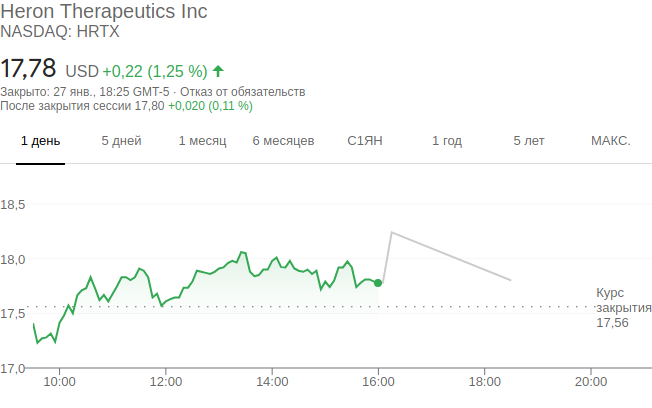 Heron Therapeutics Inc
NASDAQ: HRTX
17,78 USD +0,22 (1,25 %)
Закрыто: 27 янв., 18:25 GMT-5 · Отказ от обязательств
После закрытия сессии 17,80 +0,020 (0,11 %)
1 день 5 дней 1 месяц 6 месяцев С1ЯН 1 год 5 лет МАКС.
18,5
18,0
17,5
17,0
Курс
закрытия
17,56
10:00 12:00 14:00 16:00 18:00 20:00